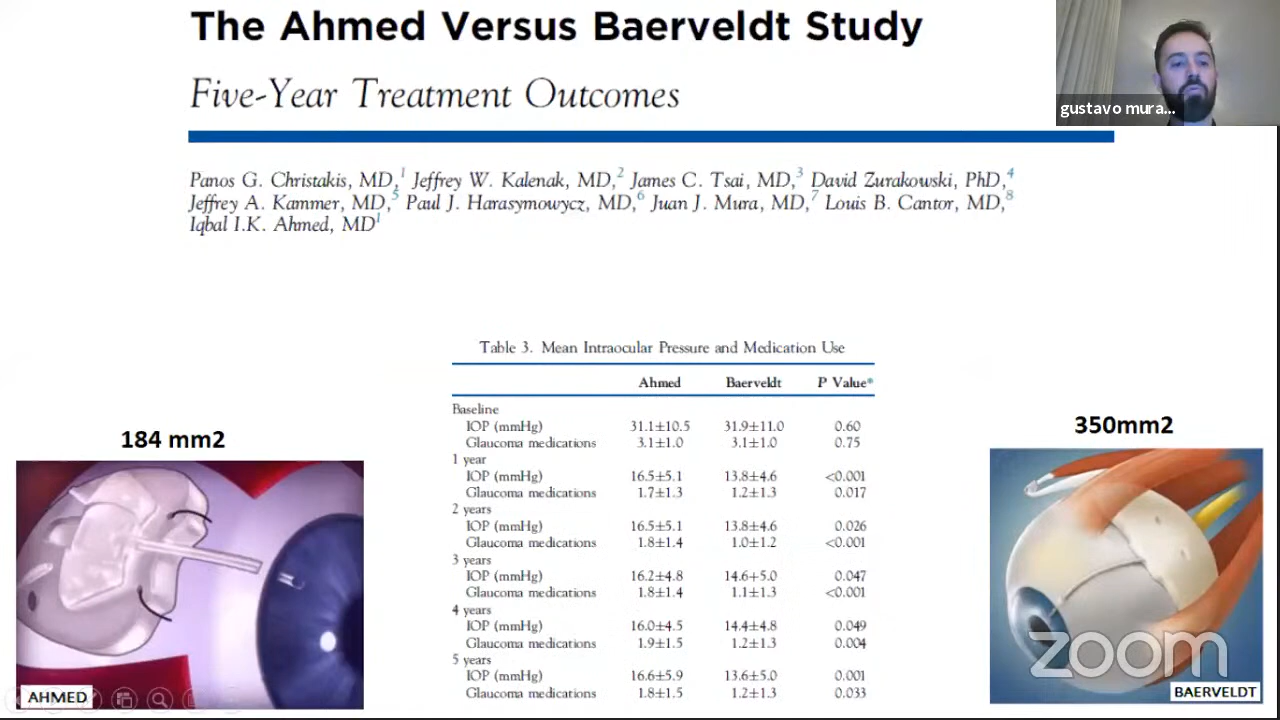 The Ahmed Versus Baerveldt Study
gustavo mura...
Five-Year Treatment Outcomes
Panos G. Christakis, MD,1 Jeffrey W. Kalenak, MD,2 James C. Tsai, MD,3 David Zurakowski, PhD,4
Jeffrey A. Kammer, MD,5 Paul J. Harasymowycz, MD,6 Juan J. Mura, MD,7 Louis B. Cantor, MD,8
Iqbal I.K. Ahmed, MD1
Table 3. Mean Intraocular Pressure and Medication Use
Ahmed Baerveldt P Value*
Baseline
IOP (mmHg) 31.1±10.5 31.9±11.0 0.60
Glaucoma medications 3.1±1.0 3.1±1.0 0.75
1 year
IOP (mmHg) 16.5±5.1 13.8±4.6 <0.001
Glaucoma medications 1.7±1.3 1.2±1.3 0.017
2 years
IOP (mmHg) 16.5±5.1 13.8±4.6 0.026
Glaucoma medications 1.8±1.4 1.0±1.2 <0.001
3 years
IOP (mmHg) 16.2±4.8 14.6+5.0 0.047
Glaucoma medications 1.8±1.4 1.1±1.3 <0.001
4 years
IOP (mmHg) 16.0±4.5 14.4±4.8 0.049
Glaucoma medications 1.9±1.5 1.2±1.3 0.004
5 years
IOP (mmHg) 16.6±5.9 13.6±5.0 0.001
Glaucoma medications 1.8±1.5 1.2±1.3 0.033
184 mm2
AHMED
350mm2
zoom
BAERVELDT